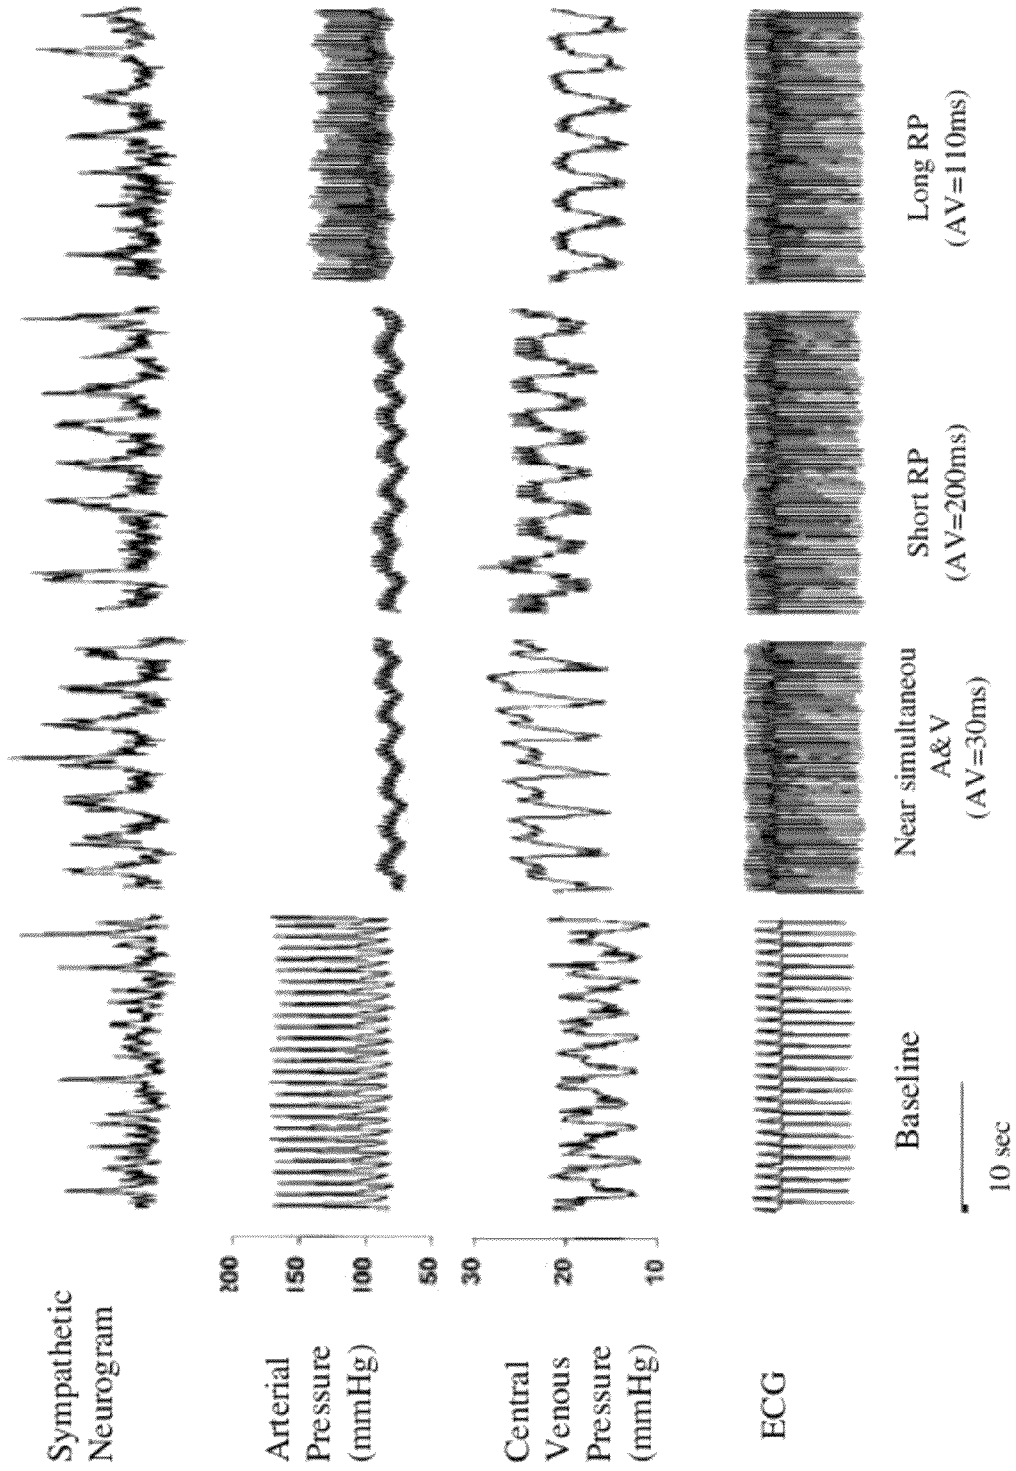 Sympathetic
Neurogram
Arterial
Pressure
(mmHg)
200
150
100
50
Central
Venous
Pressure
(mmHg)
30
20
10
ECG
Baseline
Near simultaneou
A&V
(AV=30ms)
Short RP
(AV=200ms)
Long RP
(AV=110ms)
10 sec